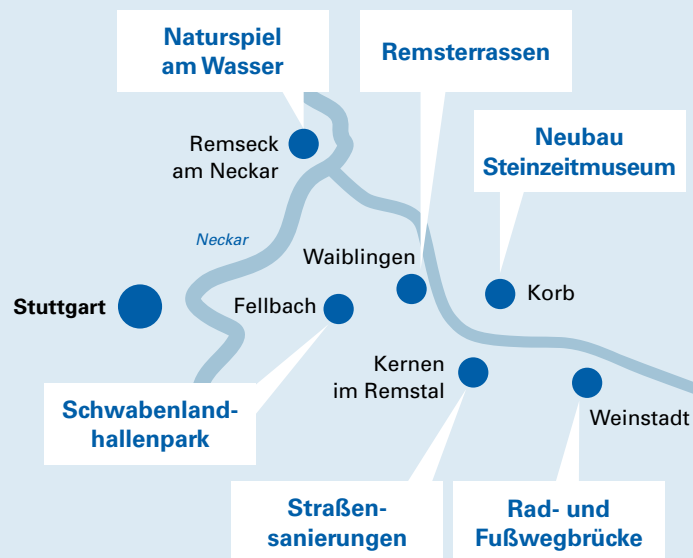 Naturspiel
am Wasser
Remsterrassen
Neubau
Steinzeitmuseum
Remseck
am Neckar
Neckar
Waiblingen
Stuttgart
Fellbach
Korb
Kernen
im Remstal
Weinstadt
Schwabenland-
hallenpark
Straßen-
sanierungen
Rad- und
Fußwegbrücke